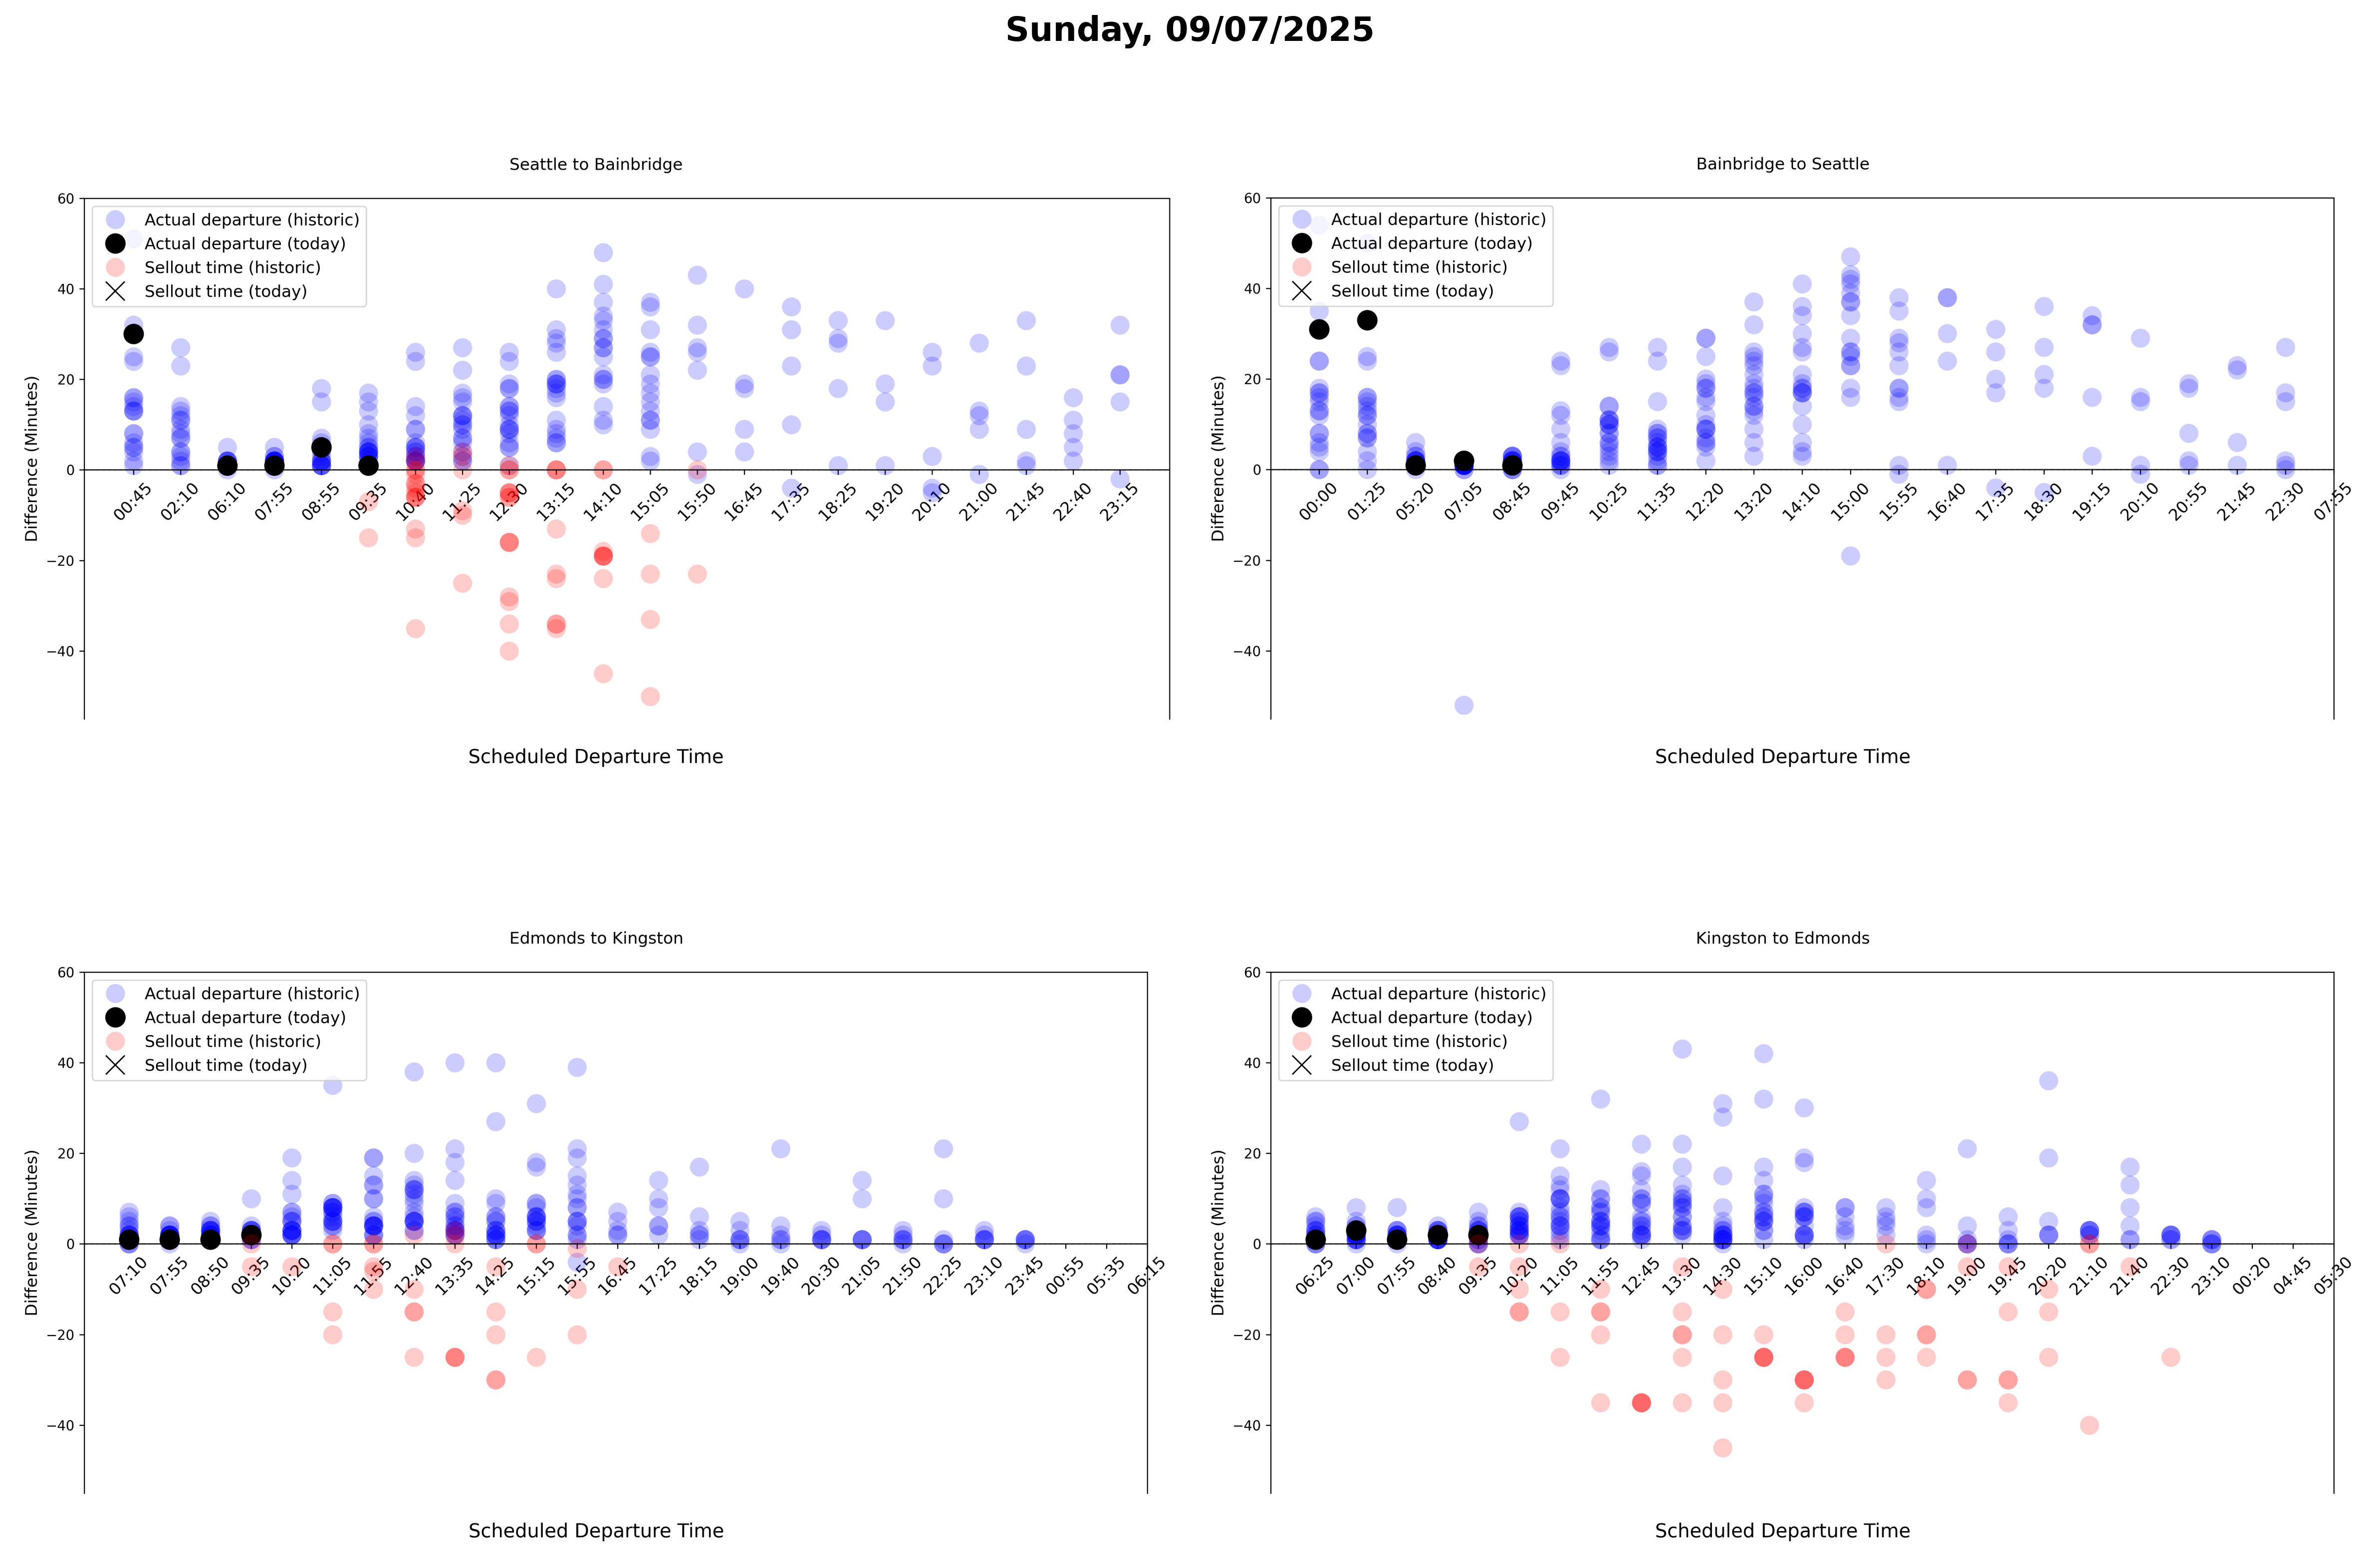 Sunday, 09/07/2025
Seattle to Bainbridge
Actual departure (historic)
Actual departure (today)
Sellout time (historic)
Sellout time (today)
Difference (Minutes)
60
40
20
0
−20
−40
00:45 02:10 06:10 07:55 08:55 09:35 10:40 11:25 12:30 13:15 14:10 15:05 15:50 16:45 17:35 18:25 19:20 20:10 21:00 21:45 22:40 23:15
Scheduled Departure Time
Bainbridge to Seattle
Actual departure (historic)
Actual departure (today)
Sellout time (historic)
Sellout time (today)
Difference (Minutes)
60
40
20
0
−20
−40
00:00 01:25 05:20 07:05 08:45 09:45 10:25 11:35 12:20 13:20 14:10 15:00 15:55 16:40 17:35 18:30 19:15 20:10 20:55 21:45 22:30 07:55
Scheduled Departure Time
Edmonds to Kingston
Actual departure (historic)
Actual departure (today)
Sellout time (historic)
Sellout time (today)
Difference (Minutes)
60
40
20
0
−20
−40
07:10 07:55 08:50 09:35 10:20 11:05 11:55 12:40 13:35 14:25 15:15 15:55 16:45 17:25 18:15 19:00 19:40 20:30 21:05 21:50 22:25 23:10 23:45 00:55 05:35 06:15
Scheduled Departure Time
Kingston to Edmonds
Actual departure (historic)
Actual departure (today)
Sellout time (historic)
Sellout time (today)
Difference (Minutes)
60
40
20
0
−20
−40
06:25 07:00 07:55 08:40 09:35 10:20 11:05 11:55 12:45 13:30 14:30 15:10 16:00 16:40 17:30 18:10 19:00 19:45 20:20 21:10 21:40 22:30 23:10 00:20 04:45 05:30
Scheduled Departure Time